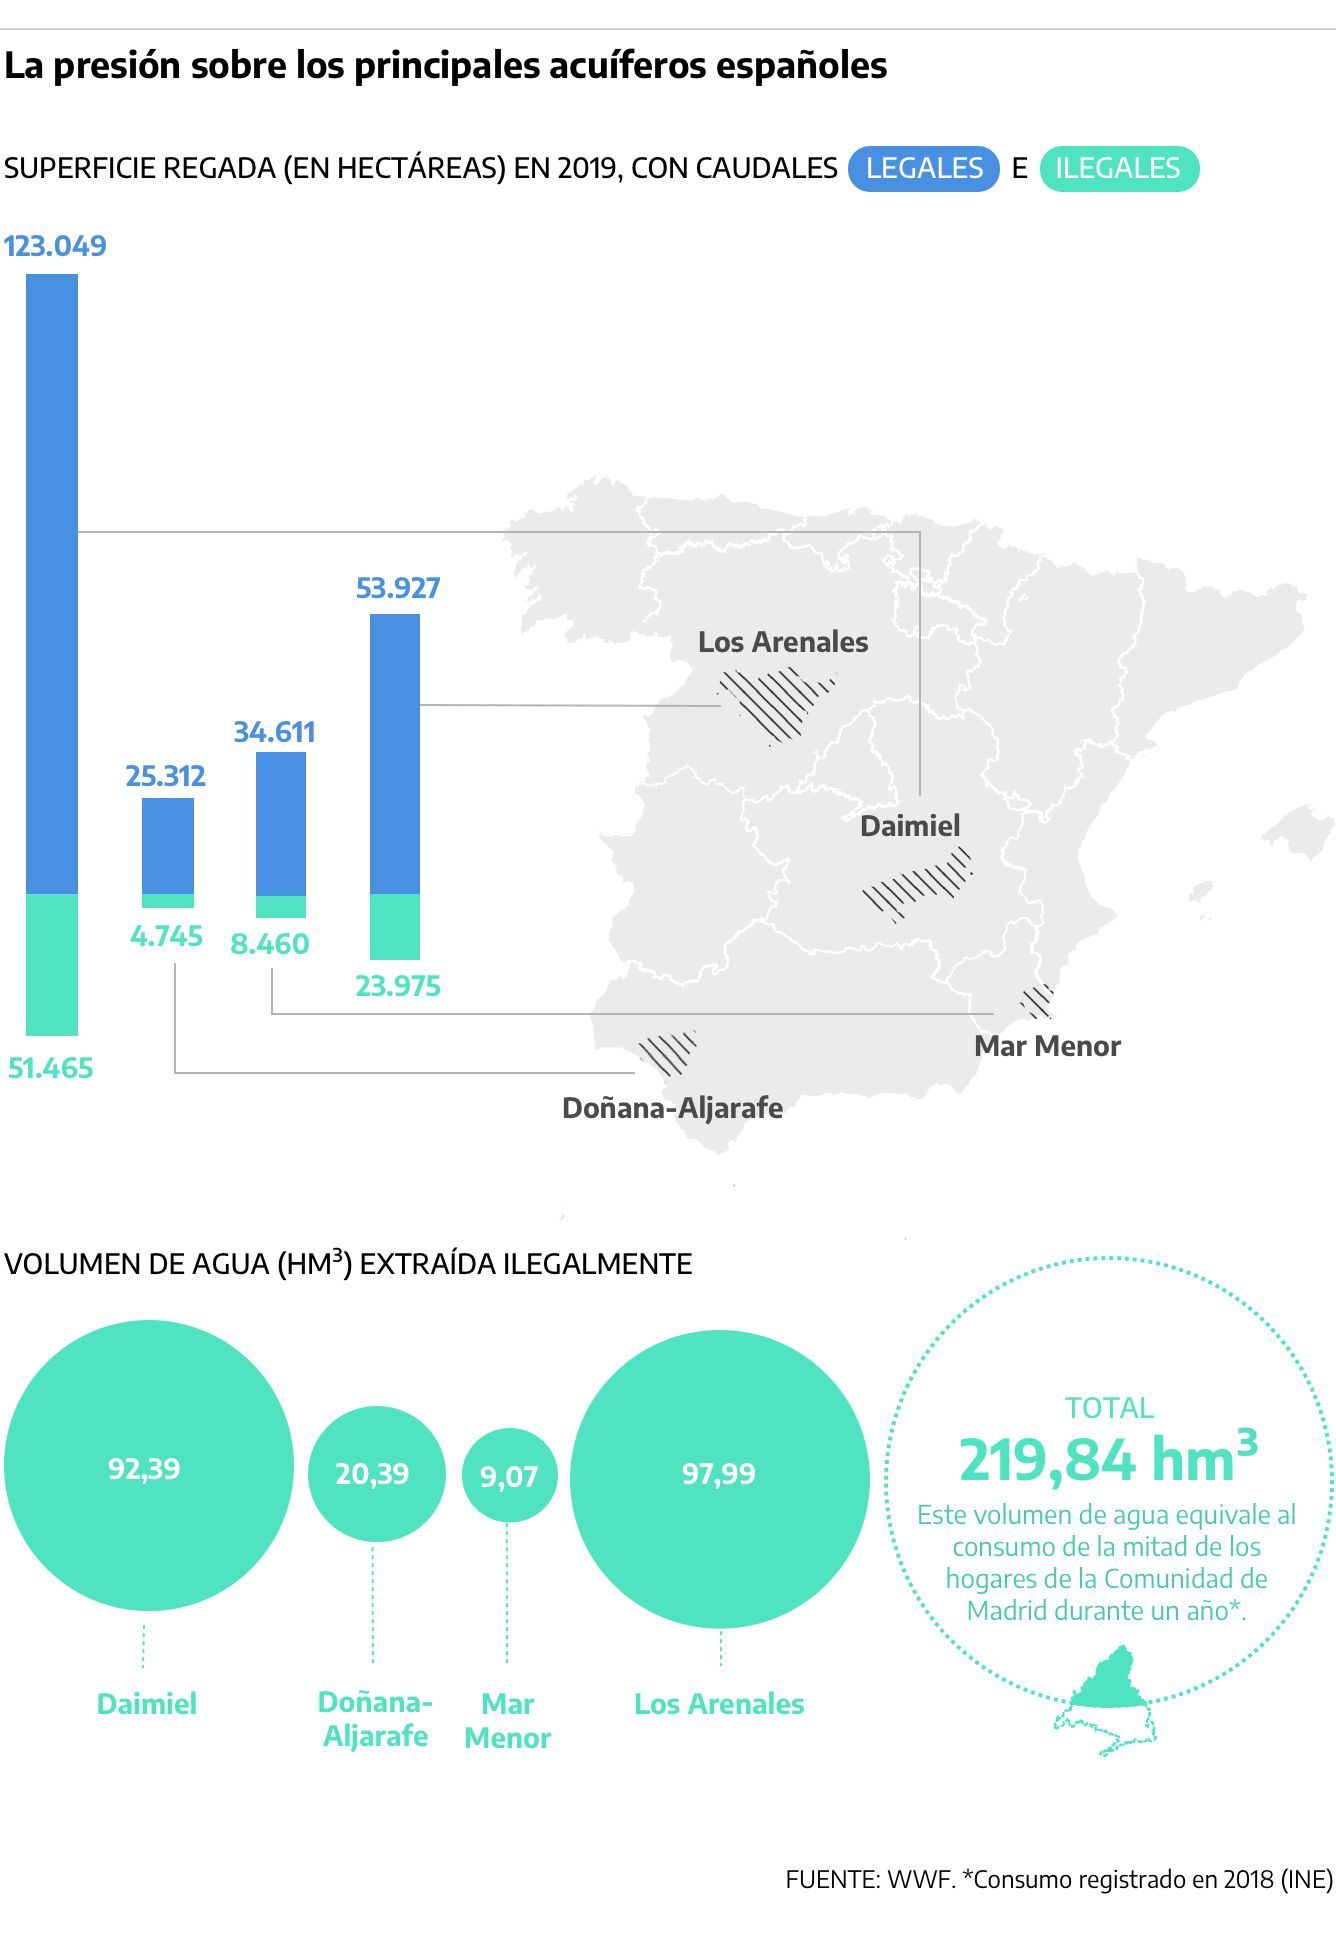 La presión sobre los principales acuíferos españoles
SUPERFICIE REGADA (EN HECTÁREAS) EN 2019, CON CAUDALES LEGALES E ILEGALES
123.049
53.927
34.611
25.312
4.745
8.460
23.975
51.465
Los Arenales
Daimiel
Mar Menor
Doñana-Aljarafe
VOLUMEN DE AGUA (HM³) EXTRAÍDA ILEGALMENTE
92,39
20,39
9,07
97,99
Daimiel
Doñana-
Aljarafe
Mar
Menor
Los Arenales
TOTAL
219,84 hm³
Este volumen de agua equivale al
consumo de la mitad de los
hogares de la Comunidad de
Madrid durante un año*.
FUENTE: WWF. *Consumo registrado en 2018 (INE)